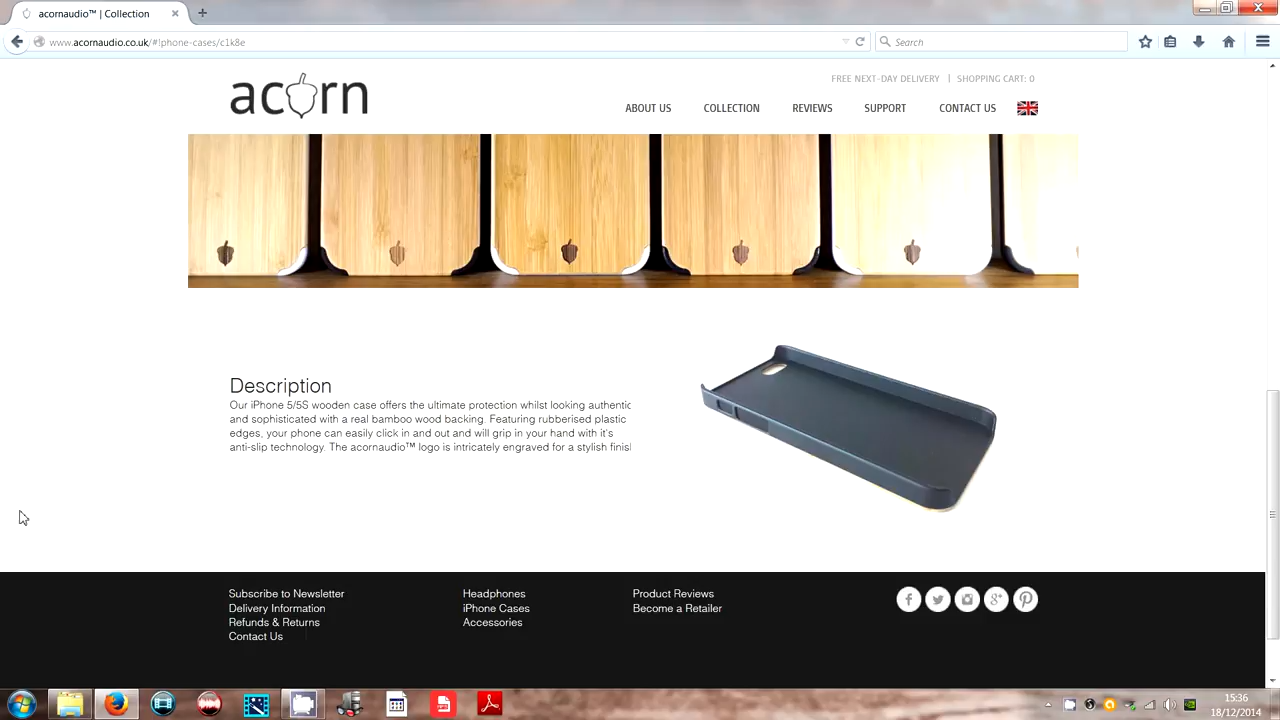 acornaudio™ | Collection
www.acornaudio.co.uk/#!iphone-cases/c1k8e
Search
acorn
FREE NEXT-DAY DELIVERY | SHOPPING CART: 0
ABOUT US COLLECTION REVIEWS SUPPORT CONTACT US
Description
Our iPhone 5/5S wooden case offers the ultimate protection whilst looking authentic
and sophisticated with a real bamboo wood backing. Featuring rubberised plastic
edges, your phone can easily click in and out and will grip in your hand with it's
anti-slip technology. The acornaudio™ logo is intricately engraved for a stylish finish
Subscribe to Newsletter
Delivery Information
Refunds & Returns
Contact Us
Headphones
iPhone Cases
Accessories
Product Reviews
Become a Retailer
15:36
18/12/2014